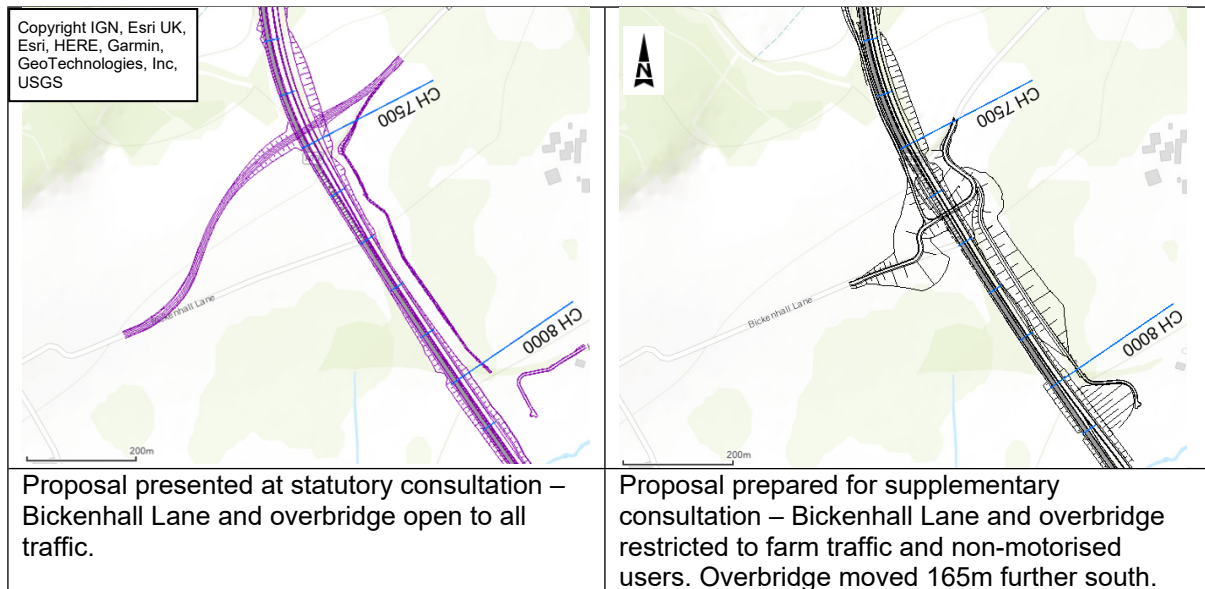 Copyright IGN, Esri UK,
Esri, HERE, Garmin,
GeoTechnologies, Inc,
USGS
CH 7500
Bickenhall Lane
CH 8000
200m
N
CH 7500
Bickenhall Lane
CH 8000
200m
Proposal presented at statutory consultation –
Bickenhall Lane and overbridge open to all
traffic.
Proposal prepared for supplementary
consultation – Bickenhall Lane and overbridge
restricted to farm traffic and non-motorised
users. Overbridge moved 165m further south.